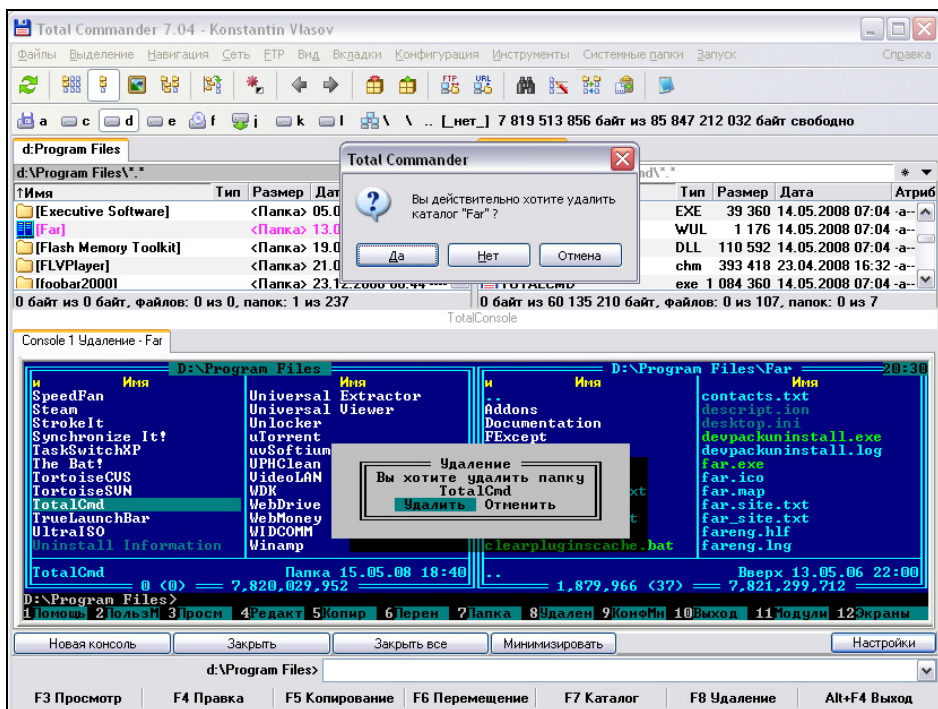 Total Commander 7.04 - Konstantin Vlasov
Файлы Выделение Навигация Сеть FTP Вид Вкладки Конфигурация Инструменты Системные папки Запуск Справка
FTP URL
a c d e f j k l \ \ .. [_нет_] 7 819 513 856 байт из 85 847 212 032 байт свободно
d:Program Files
d:\Program Files\*.* nd\*.* * ▼
↑Имя Тип Размер Дат Тип Размер Дата Атриб
[Executive Software] <Папка> 05.0 EXE 39 360 14.05.2008 07:04 -a--
[Far] <Папка> 13.0 WUL 1 176 14.05.2008 07:04 -a--
[Flash Memory Toolkit] <Папка> 19.0 DLL 110 592 14.05.2008 07:04 -a--
[FLVPlayer] <Папка> 21.0 chm 393 418 23.04.2008 16:32 -a--
[foobar2000] <Папка> 23.12.2006 TOTALCMD exe 1 084 360 14.05.2008 07:04 -a--
0 байт из 0 байт, файлов: 0 из 0, папок: 1 из 237
0 байт из 60 135 210 байт, файлов: 0 из 107, папок: 0 из 7
Total Commander
Вы действительно хотите удалить
каталог "Far" ?
Да Нет Отмена
TotalConsole
Console 1 Удаление - Far
D:\Program Files D:\Program Files\Far 20:30
и Имя Имя и Имя Имя
SpeedFan Universal Extractor .. contacts.txt
Steam Universal Viewer Addons descript.ion
StrokeIt Unlocker Documentation desktop.ini
Synchronize It! uTorrent FExcept devpackuninstall.exe
TaskSwitchXP uvSoftium devpackuninstall.log
The Bat! UPHClean far.exe
TortoiseCVS VideoLAN far.ico
TortoiseSVN WDK xt far.map
TotalCmd WebDrive far.site.txt
TrueLaunchBar WebMoney t far_site.txt
UltraISO WIDCOMM fareng.hlf
Uninstall Information Winamp clearpluginscache.bat fareng.lng
Удаление
Вы хотите удалить папку
TotalCmd
Удалить Отменить
TotalCmd Папка 15.05.08 18:40 .. Вверх 13.05.06 22:00
0 (0) 7,820,029,952 1,879,966 (37) 7,821,299,712
D:\Program Files>
1Помощь 2ПользМ 3Просм 4Редакт 5Копир 6Перен 7Папка 8Удален 9КонфМн 10Выход 11Модули 12Экраны
Новая консоль Закрыть Закрыть все Минимизировать Настройки
d:\Program Files>
F3 Просмотр F4 Правка F5 Копирование F6 Перемещение F7 Каталог F8 Удаление Alt+F4 Выход